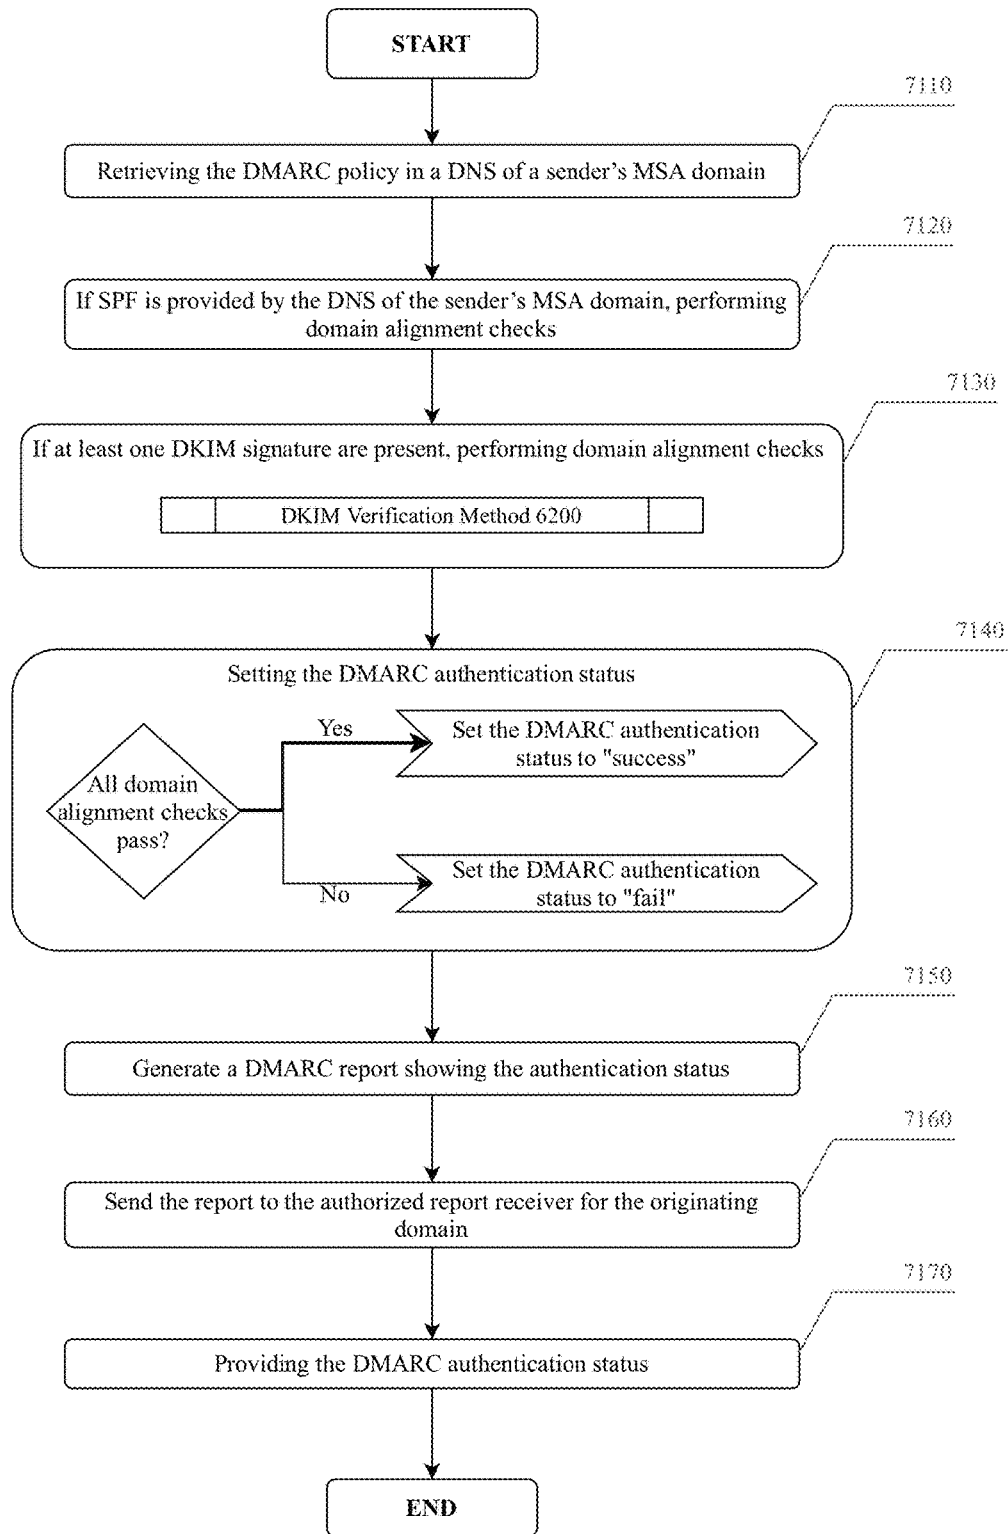 START
7110
Retrieving the DMARC policy in a DNS of a sender's MSA domain
7120
If SPF is provided by the DNS of the sender's MSA domain, performing
domain alignment checks
7130
If at least one DKIM signature are present, performing domain alignment checks
DKIM Verification Method 6200
7140
Setting the DMARC authentication status
Yes
Set the DMARC authentication
status to "success"
All domain
alignment checks
pass?
No
Set the DMARC authentication
status to "fail"
7150
Generate a DMARC report showing the authentication status
7160
Send the report to the authorized report receiver for the originating
domain
7170
Providing the DMARC authentication status
END